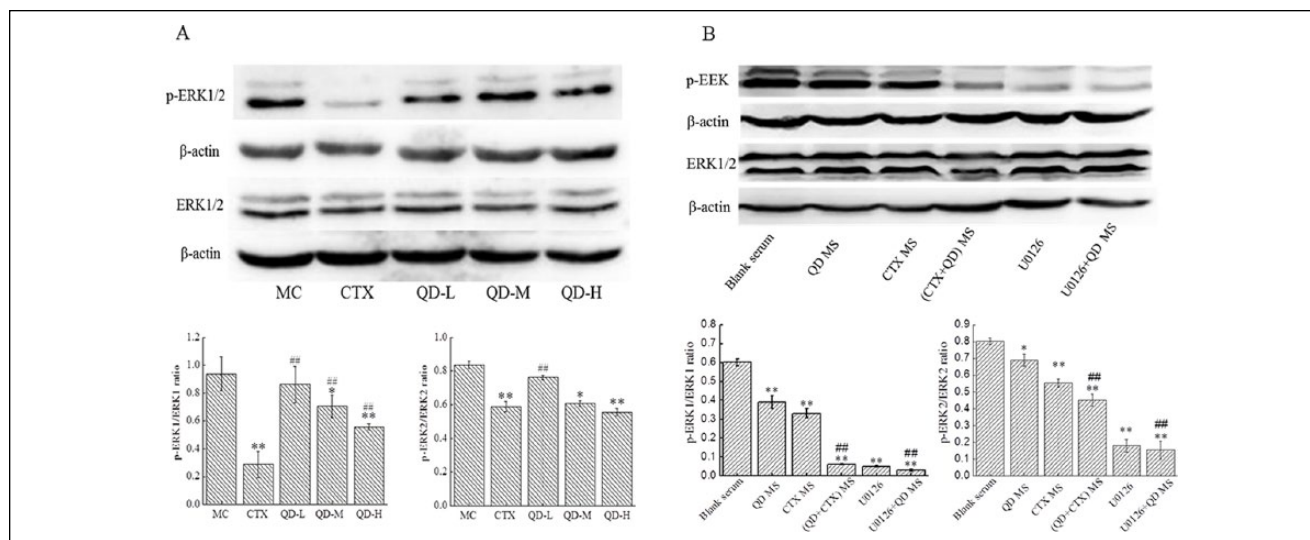 A
p-ERK1/2
β-actin
ERK1/2
β-actin
MC CTX QD-L QD-M QD-H
p-ERK1/ERK1 ratio
1.2
1.0
0.8
0.6
0.4
0.2
0.0
**
##
##
*
##
**
MC CTX QD-L QD-M QD-H
p-ERK2/ERK2 ratio
1.0
0.8
0.6
0.4
0.2
0.0
**
##
*
**
MC CTX QD-L QD-M QD-H
B
p-EEK
β-actin
ERK1/2
β-actin
Blank serum
QD MS
CTX MS
(CTX+QD) MS
U0126
U0126+QD MS
p-ERK1/ERK1 ratio
0.8
0.7
0.6
0.5
0.4
0.3
0.2
0.1
0.0
**
**
##
**
**
##
**
Blank serum
QD MS
CTX MS
(QD+CTX) MS
U0126
U0126+QD MS
p-ERK2/ERK2 ratio
0.9
0.8
0.7
0.6
0.5
0.4
0.3
0.2
0.1
0.0
*
**
##
**
**
##
**
Blank serum
QD MS
CTX MS
(QD+CTX) MS
U0126
U0126+QD MS